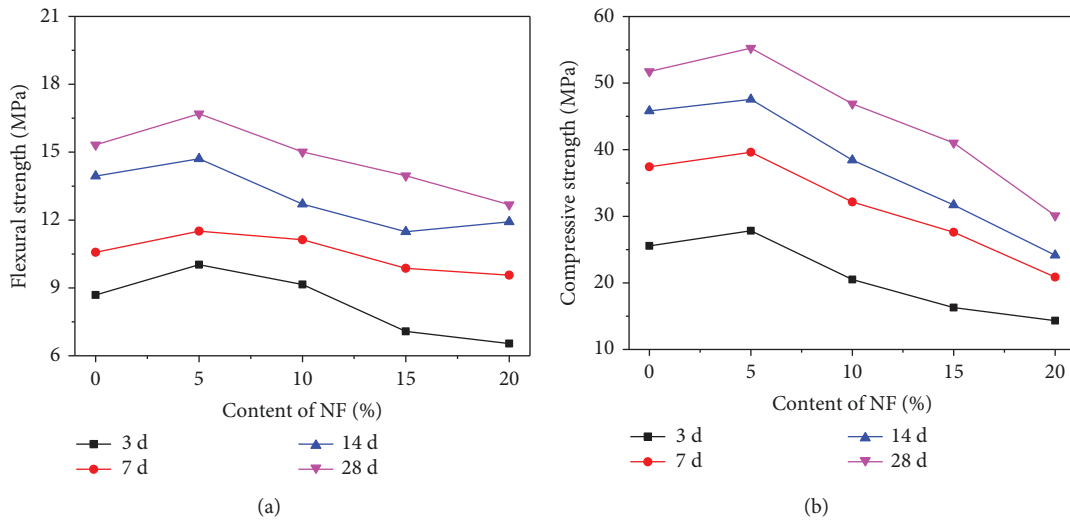 21
18
15
12
9
6
Flexural strength (MPa)
0 5 10 15 20
Content of NF (%)
3 d
7 d
14 d
28 d
(a)
60
50
40
30
20
10
Compressive strength (MPa)
0 5 10 15 20
Content of NF (%)
3 d
7 d
14 d
28 d
(b)